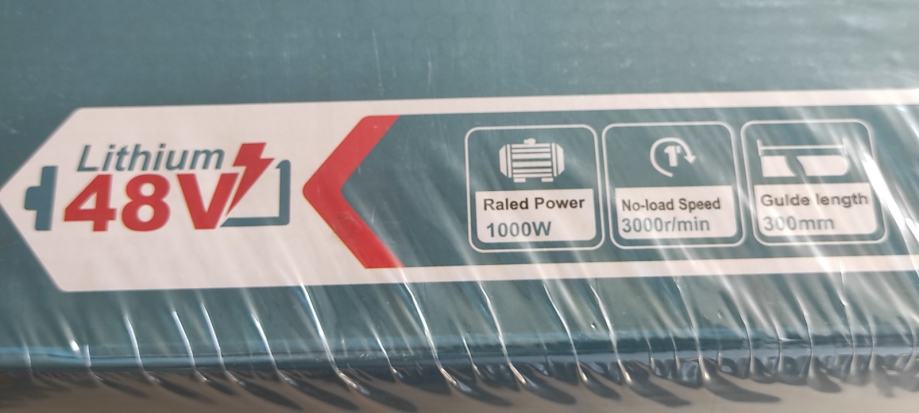 Lithium
48V
Raled Power
1000W
No-load Speed
3000r/min
Gulde length
300mm